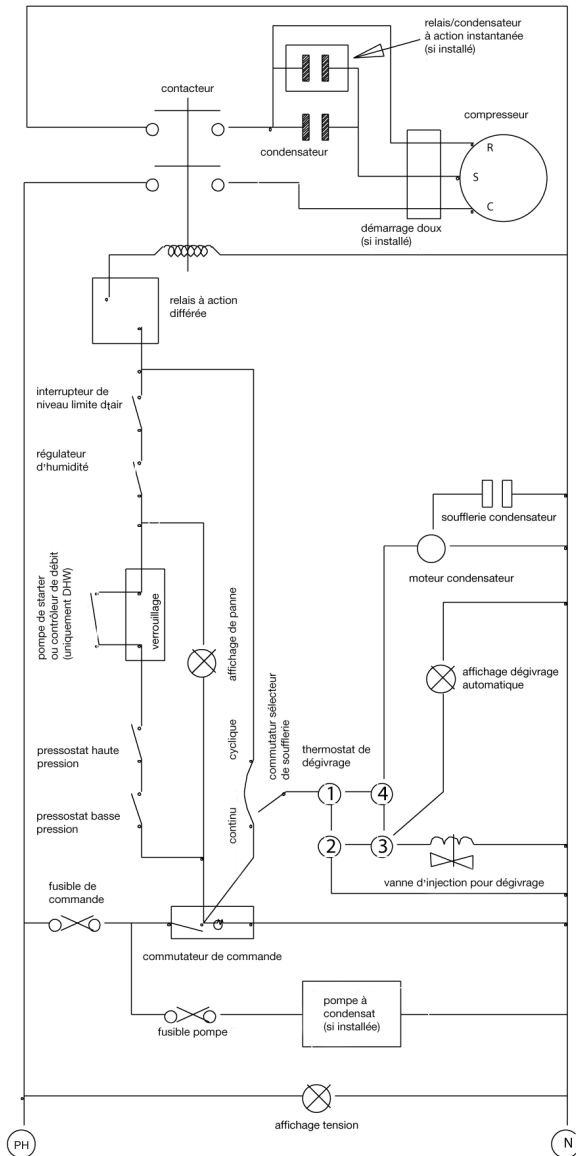 relais/condensateur
à action instantanée
(si installé)
contacteur
compresseur
R
condensateur
S
C
démarrage doux
(si installé)
relais à action
différée
interrupteur de
niveau limite d‡air
régulateur
d'humidité
soufflerie condensateur
moteur condensateur
pompe de starter
ou contrôleur de débit
(uniquement DHW)
verrouillage
affichage de panne
affichage dégivrage
automatique
cyclique
commutatur sélecteur
de soufflerie
thermostat de
dégivrage
pressostat haute
pression
1
4
pressostat basse
pression
continu
2
3
vanne d'injection pour dégivrage
fusible de
commande
commutateur de commande
pompe à
condensat
(si installée)
fusible pompe
affichage tension
PH
N